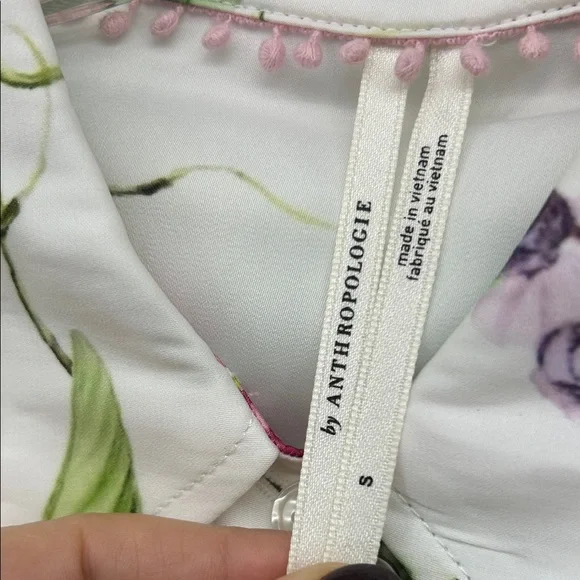 by ANTHROPOLOGIE
S
made in vietnam
fabriqué au vietnam